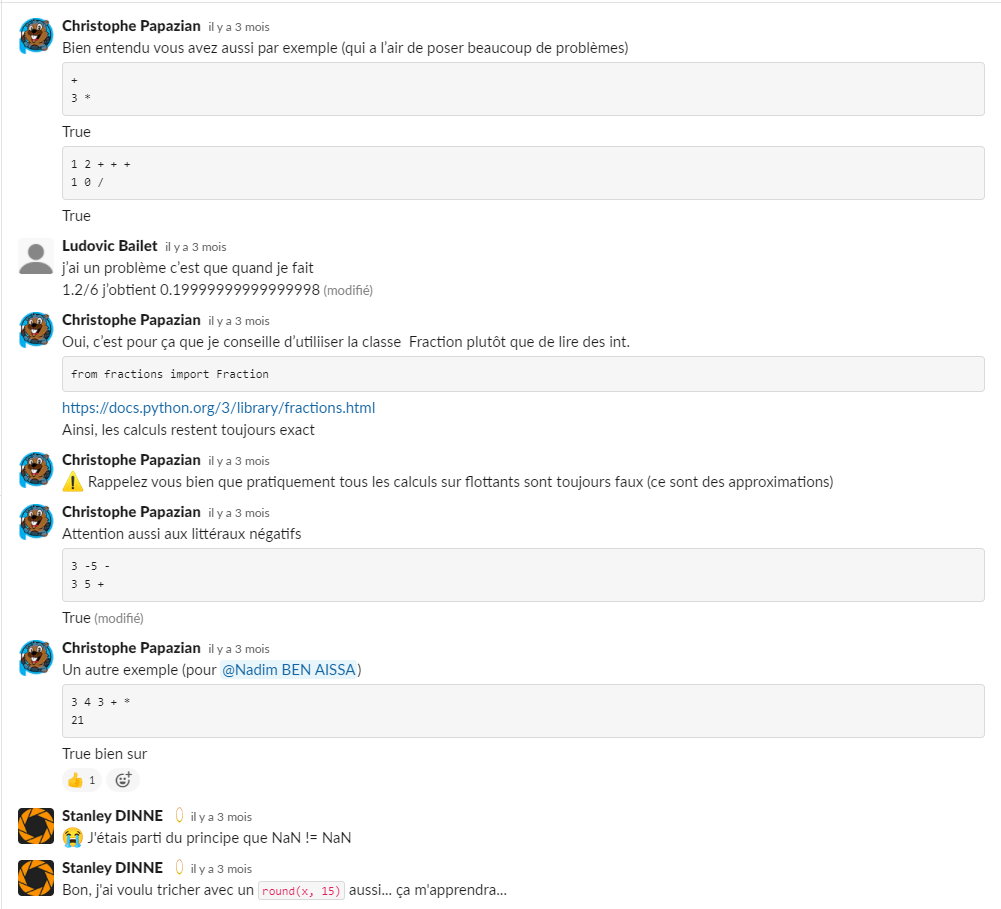 Christophe Papazian il y a 3 mois
Bien entendu vous avez aussi par exemple (qui a l’air de poser beaucoup de problèmes)
+
3 *
True
1 2 + + +
1 0 /
True
Ludovic Bailet il y a 3 mois
j’ai un problème c’est que quand je fait
1.2/6 j’obtient 0.19999999999999998 (modifié)
Christophe Papazian il y a 3 mois
Oui, c’est pour ça que je conseille d’utiliiser la classe Fraction plutôt que de lire des int.
from fractions import Fraction
https://docs.python.org/3/library/fractions.html
Ainsi, les calculs restent toujours exact
Christophe Papazian il y a 3 mois
⚠️ Rappelez vous bien que pratiquement tous les calculs sur flottants sont toujours faux (ce sont des approximations)
Christophe Papazian il y a 3 mois
Attention aussi aux littéraux négatifs
3 -5 -
3 5 +
True (modifié)
Christophe Papazian il y a 3 mois
Un autre exemple (pour @Nadim BEN AISSA)
3 4 3 + *
21
True bien sur
👍 1
Stanley DINNE il y a 3 mois
😭 J'étais parti du principe que NaN != NaN
Stanley DINNE il y a 3 mois
Bon, j'ai voulu tricher avec un round(x, 15) aussi... ça m'apprendra...